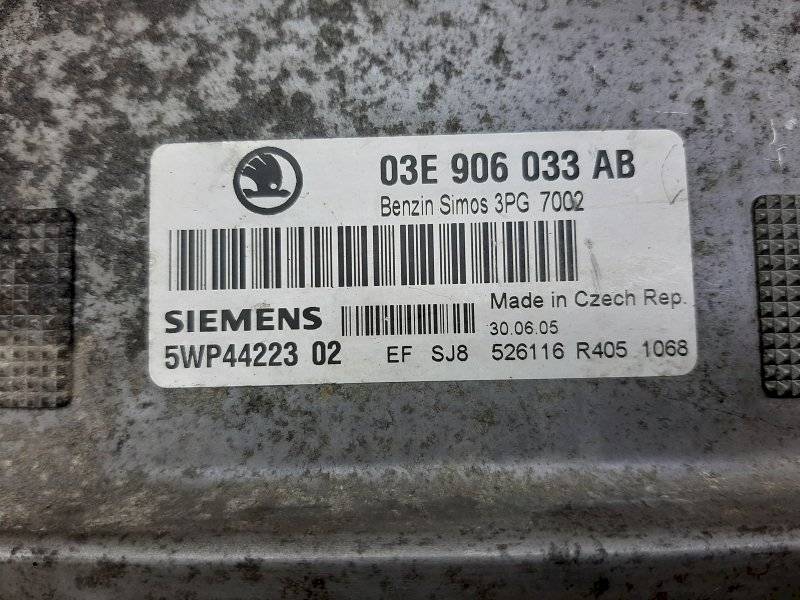 03E 906 033 AB
Benzin Simos 3PG 7002
SIEMENS
Made in Czech Rep.
30.06.05
5WP44223 02 EF SJ8 526116 R405 1068